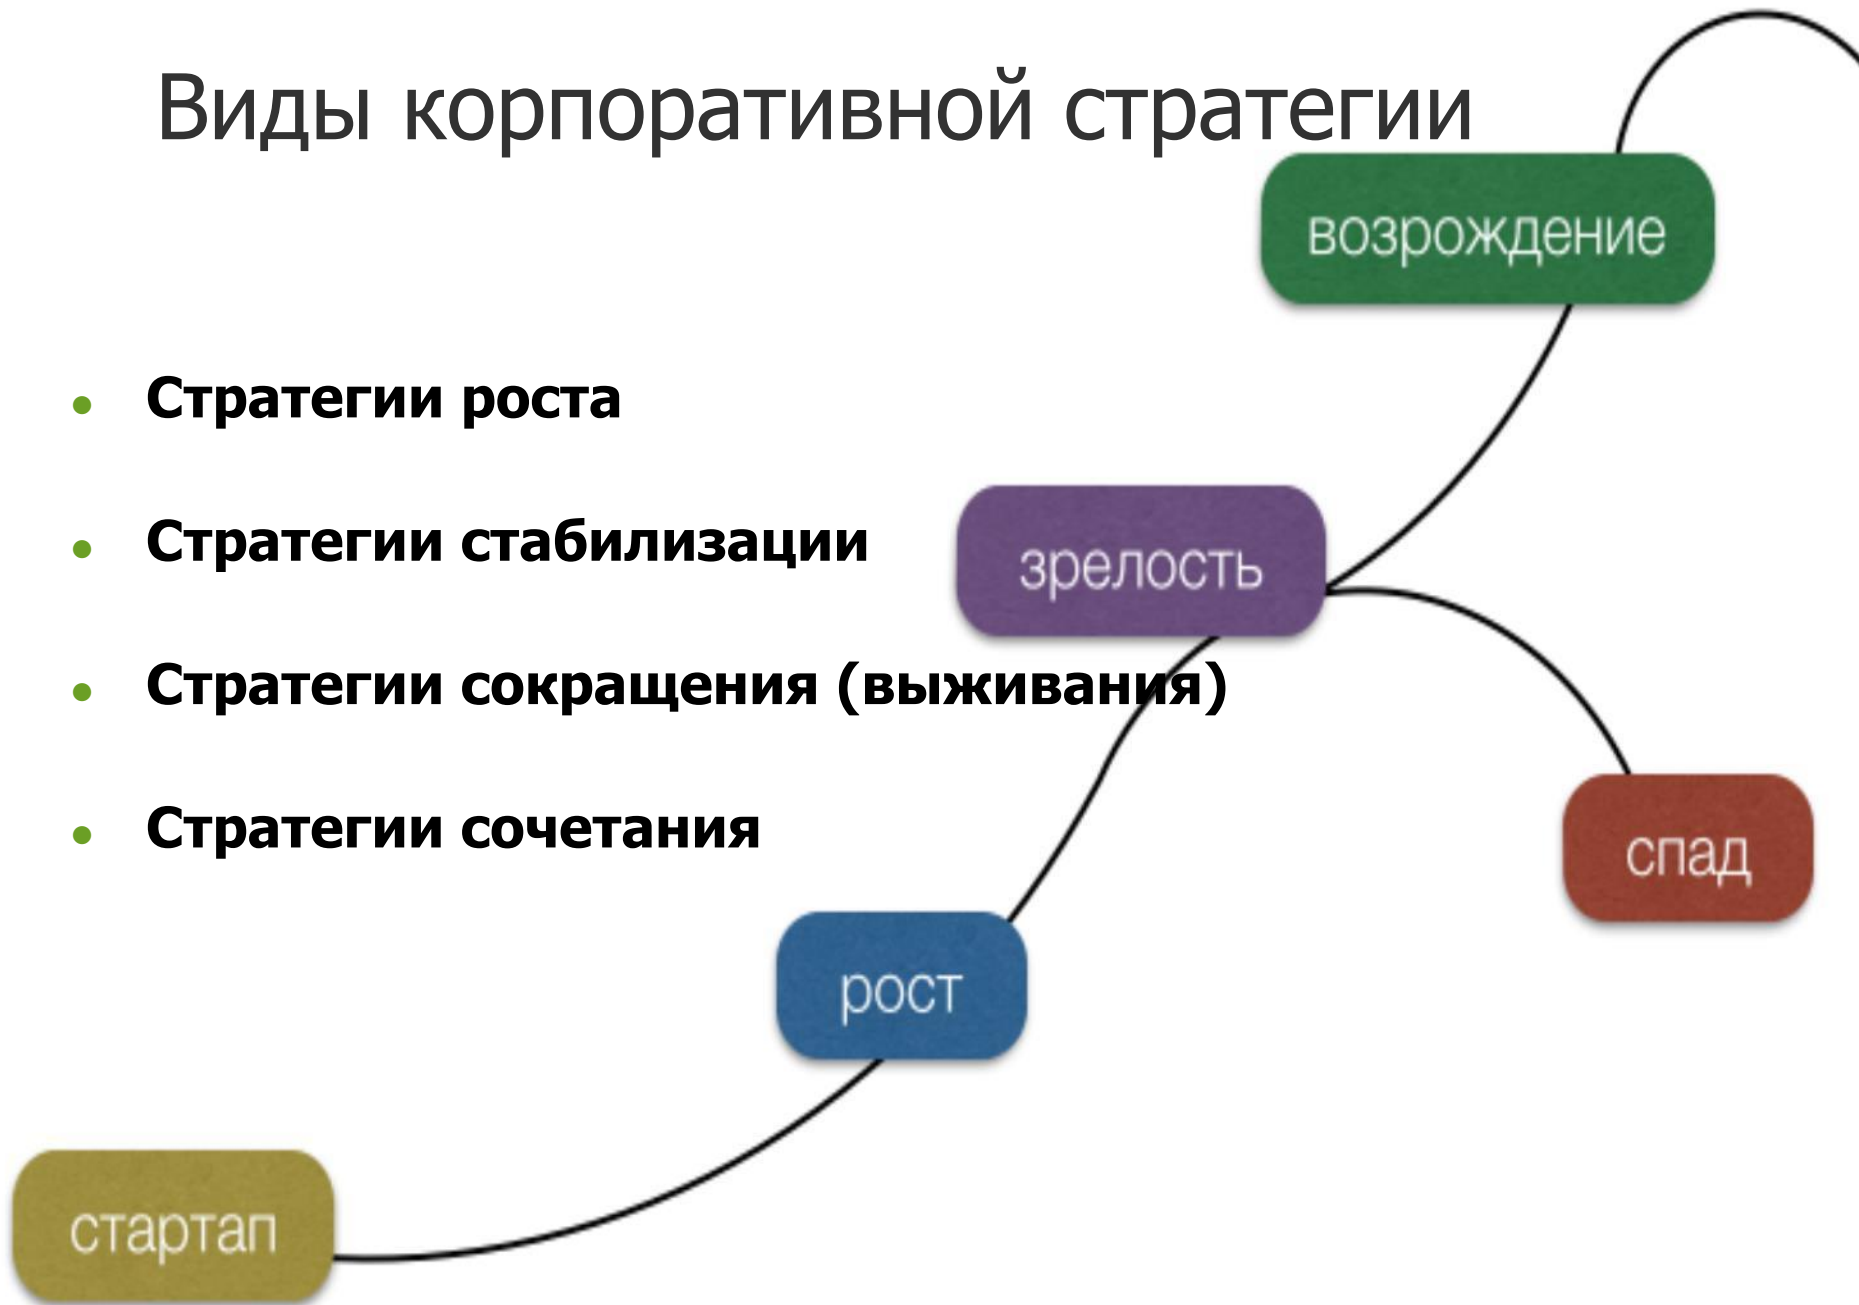 Виды корпоративной стратегии
возрождение
Стратегии роста
Стратегии стабилизации
зрелость
Стратегии сокращения (выживания)
Стратегии сочетания
спад
рост
стартап